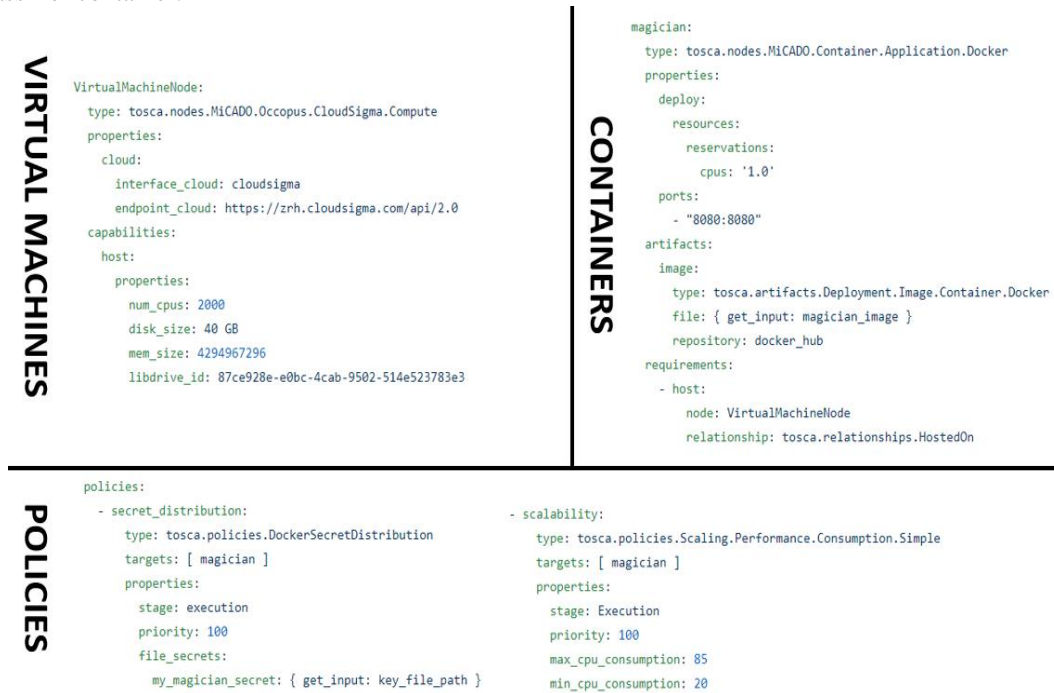 VIRTUAL MACHINES
VirtualMachineNode:
type: tosca.nodes.MiCADO.Occopus.CloudSigma.Compute
properties:
cloud:
interface_cloud: cloudsigma
endpoint_cloud: https://zrh.cloudsigma.com/api/2.0
capabilities:
host:
properties:
num_cpus: 2000
disk_size: 40 GB
mem_size: 4294967296
libdrive_id: 87ce928e-e0bc-4cab-9502-514e523783e3
CONTAINERS
magician:
type: tosca.nodes.MiCADO.Container.Application.Docker
properties:
deploy:
resources:
reservations:
cpus: '1.0'
ports:
- "8080:8080"
artifacts:
image:
type: tosca.artifacts.Deployment.Image.Container.Docker
file: { get_input: magician_image }
repository: docker_hub
requirements:
- host:
node: VirtualMachineNode
relationship: tosca.relationships.HostedOn
POLICIES
policies:
- secret_distribution:
type: tosca.policies.DockerSecretDistribution
targets: [ magician ]
properties:
stage: execution
priority: 100
file_secrets:
my_magician_secret: { get_input: key_file_path }
- scalability:
type: tosca.policies.Scaling.Performance.Consumption.Simple
targets: [ magician ]
properties:
stage: Execution
priority: 100
max_cpu_consumption: 85
min_cpu_consumption: 20